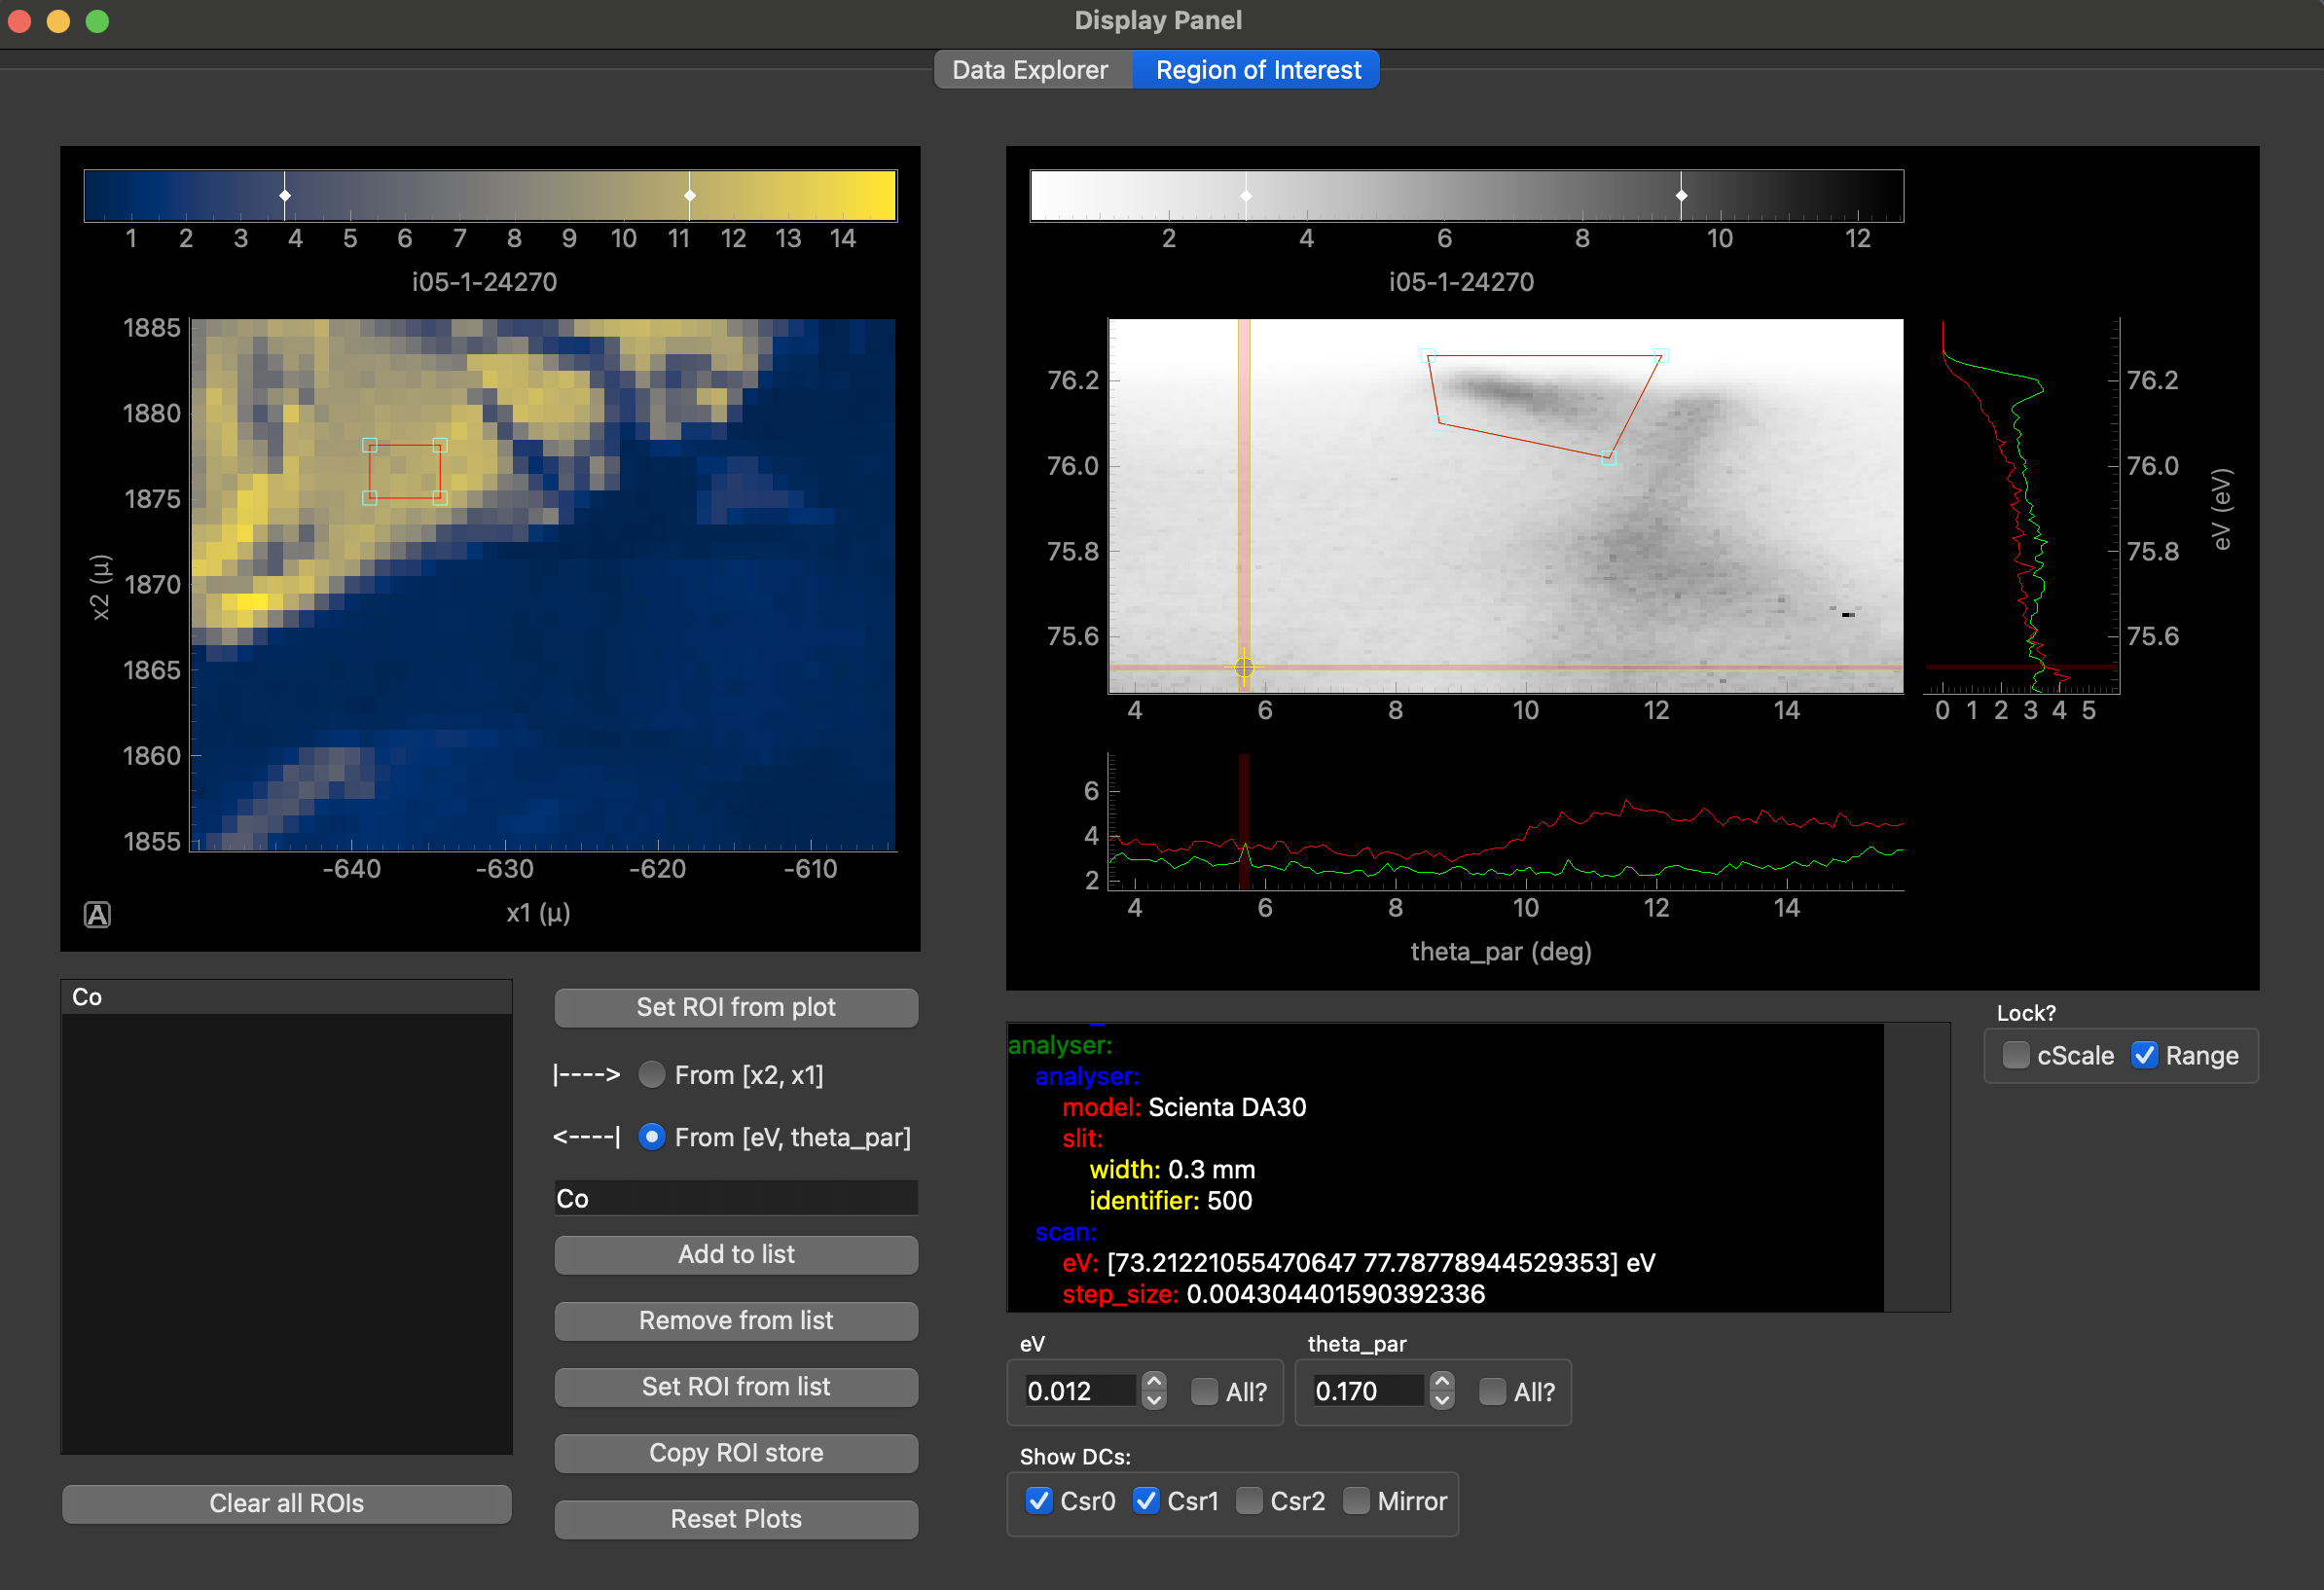 Display Panel
Data Explorer Region of Interest
1 2 3 4 5 6 7 8 9 10 11 12 13 14
i05-1-24270
1885
1880
1875
1870
1865
1860
1855
x2 (μ)
-640 -630 -620 -610
x1 (μ)
A
2 4 6 8 10 12
i05-1-24270
76.2
76.0
75.8
75.6
4 6 8 10 12 14
76.2
76.0
75.8
75.6
eV (eV)
0 1 2 3 4 5
6
4
2
4 6 8 10 12 14
theta_par (deg)
Co
Clear all ROIs
Set ROI from plot
|----> From [x2, x1]
<----| From [eV, theta_par]
Co
Add to list
Remove from list
Set ROI from list
Copy ROI store
Reset Plots
analyser:
analyser:
model: Scienta DA30
slit:
width: 0.3 mm
identifier: 500
scan:
eV: [73.21221055470647 77.78778944529353] eV
step_size: 0.004304401590392336
Lock?
cScale Range
eV theta_par
0.012 All? 0.170 All?
Show DCs:
Csr0 Csr1 Csr2 Mirror